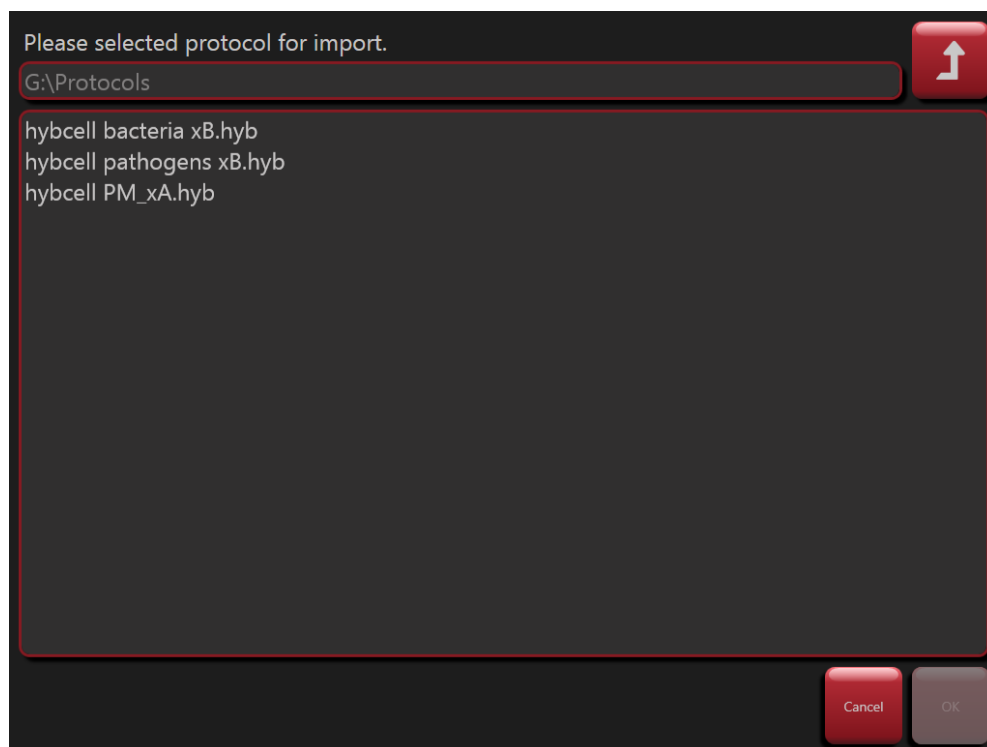 Please selected protocol for import.
G:\Protocols
hybcell bacteria xB.hyb
hybcell pathogens xB.hyb
hybcell PM_xA.hyb
Cancel
OK